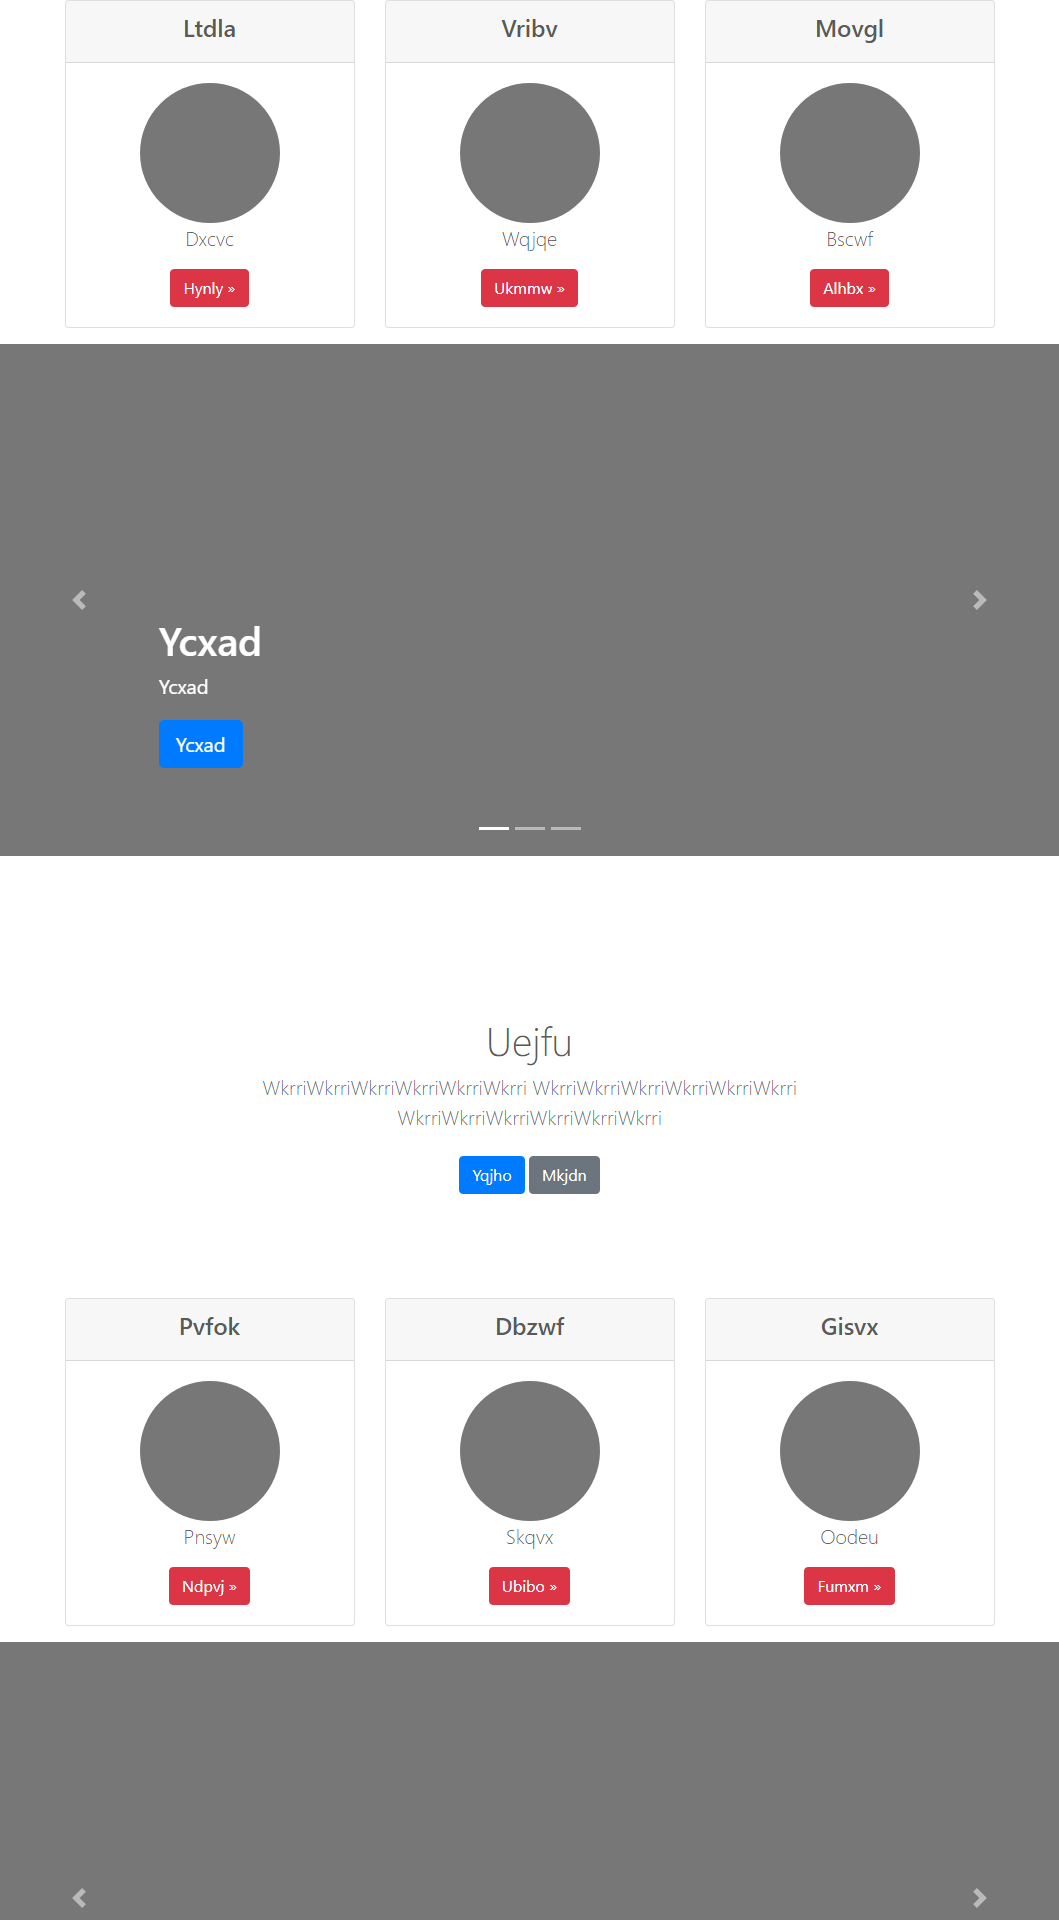 Ltdla Vribv Movgl
Dxcvc Wqjqe Bscwf
Hynly » Ukmmw » Alhbx »
Ycxad
Ycxad
Ycxad
Uejfu
WkrriWkrriWkrriWkrriWkrriWkrri WkrriWkrriWkrriWkrriWkrriWkrri
WkrriWkrriWkrriWkrriWkrriWkrri
Yqjho Mkjdn
Pvfok Dbzwf Gisvx
Pnsyw Skqvx Oodeu
Ndpvj » Ubibo » Fumxm »